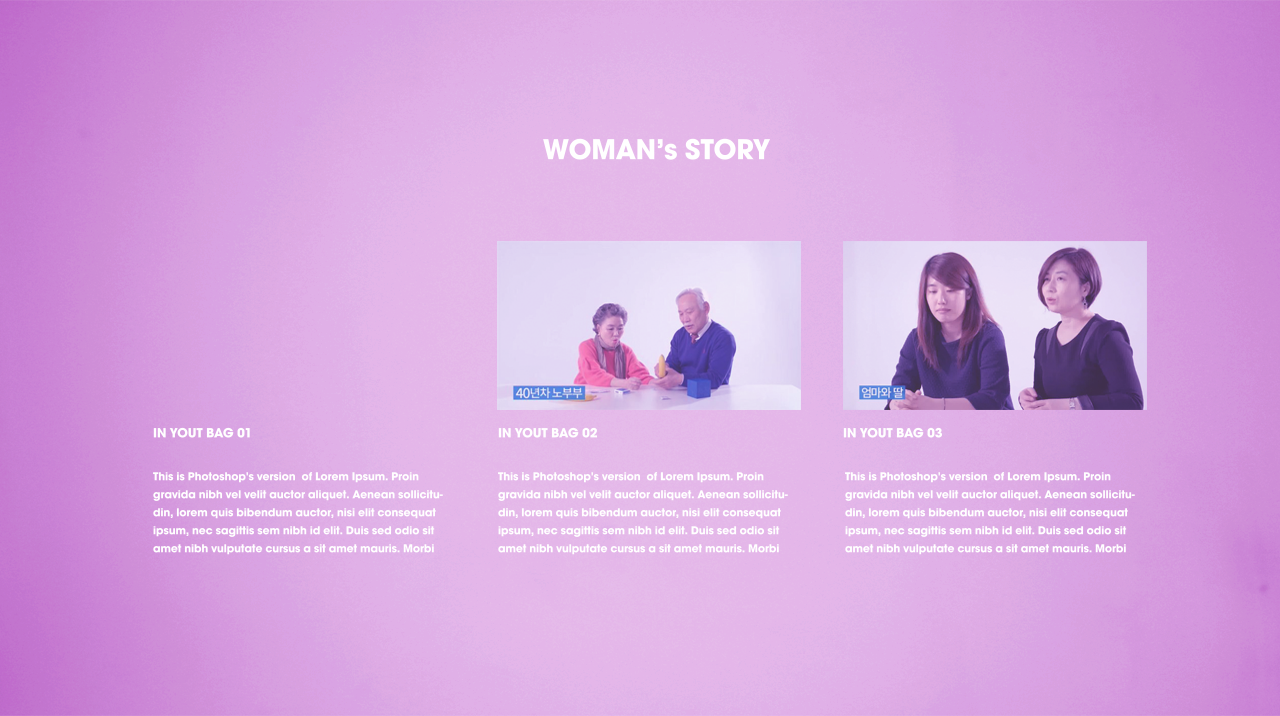 WOMAN’s STORY
40년차 노부부
엄마와 딸
IN YOUT BAG 01
This is Photoshop's version  of Lorem Ipsum. Proin
gravida nibh vel velit auctor aliquet. Aenean sollicitu-
din, lorem quis bibendum auctor, nisi elit consequat
ipsum, nec sagittis sem nibh id elit. Duis sed odio sit
amet nibh vulputate cursus a sit amet mauris. Morbi
IN YOUT BAG 02
This is Photoshop's version  of Lorem Ipsum. Proin
gravida nibh vel velit auctor aliquet. Aenean sollicitu-
din, lorem quis bibendum auctor, nisi elit consequat
ipsum, nec sagittis sem nibh id elit. Duis sed odio sit
amet nibh vulputate cursus a sit amet mauris. Morbi
IN YOUT BAG 03
This is Photoshop's version  of Lorem Ipsum. Proin
gravida nibh vel velit auctor aliquet. Aenean sollicitu-
din, lorem quis bibendum auctor, nisi elit consequat
ipsum, nec sagittis sem nibh id elit. Duis sed odio sit
amet nibh vulputate cursus a sit amet mauris. Morbi